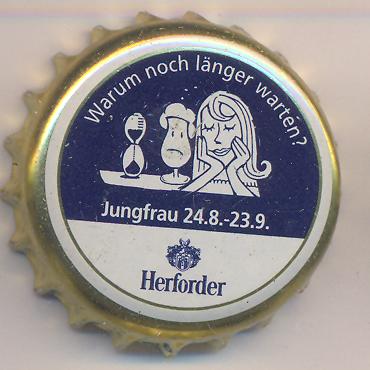 Warum noch länger warten?
Jungfrau 24.8.-23.9.
Herforder